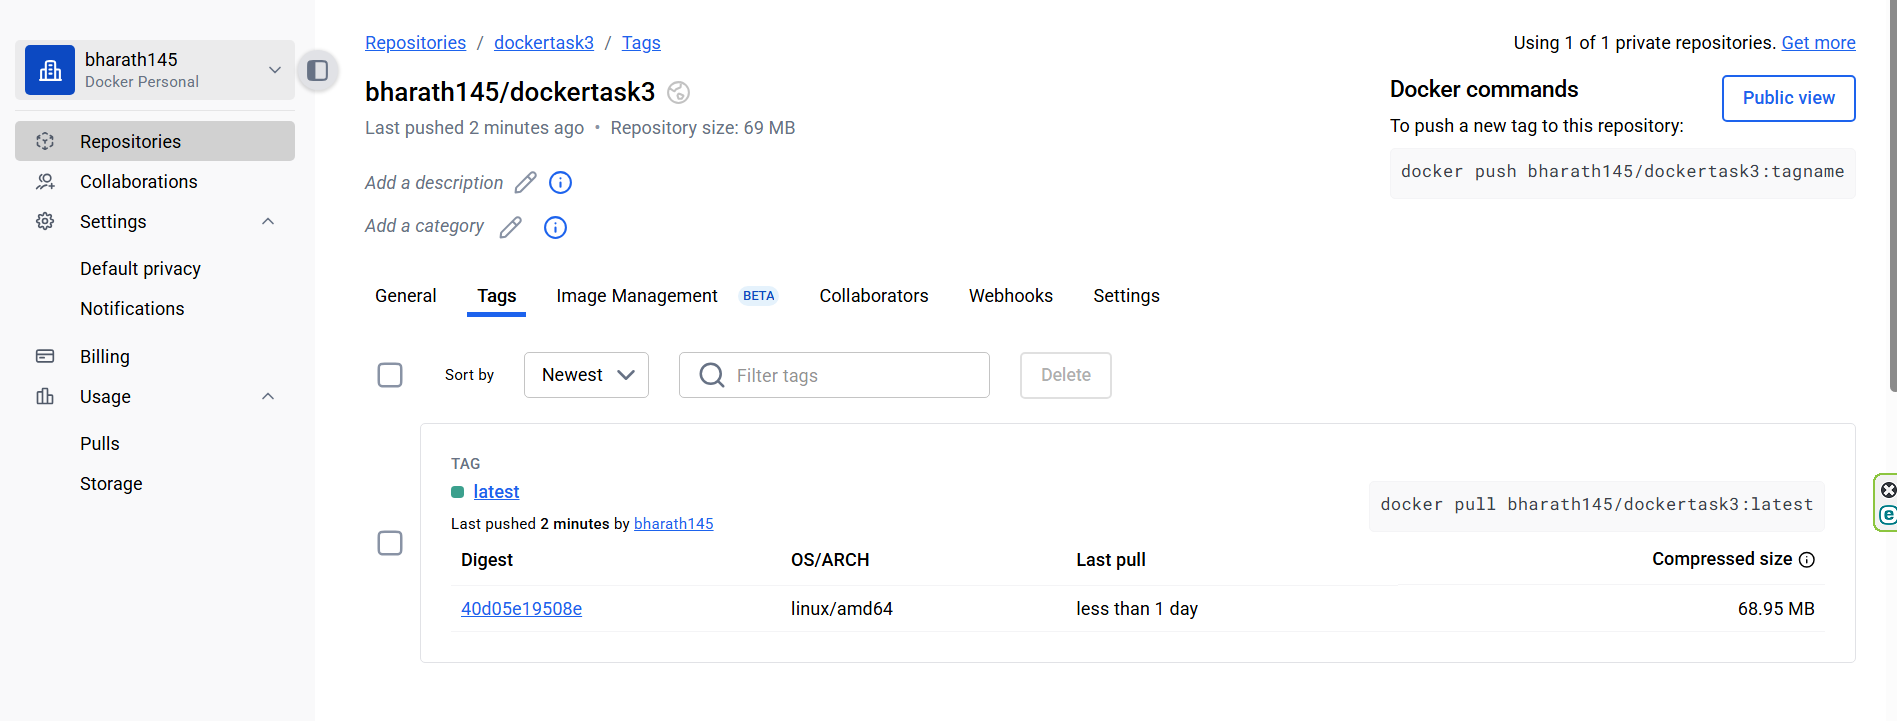 bharath145
Docker Personal
Repositories
Collaborations
Settings
Default privacy
Notifications
Billing
Usage
Pulls
Storage
Repositories / dockertask3 / Tags
Using 1 of 1 private repositories. Get more
bharath145/dockertask3
Last pushed 2 minutes ago • Repository size: 69 MB
Add a description
Add a category
Docker commands
Public view
To push a new tag to this repository:
docker push bharath145/dockertask3:tagname
General Tags Image Management BETA Collaborators Webhooks Settings
Sort by Newest Filter tags Delete
TAG
latest
docker pull bharath145/dockertask3:latest
Last pushed 2 minutes by bharath145
Digest OS/ARCH Last pull Compressed size
40d05e19508e linux/amd64 less than 1 day 68.95 MB